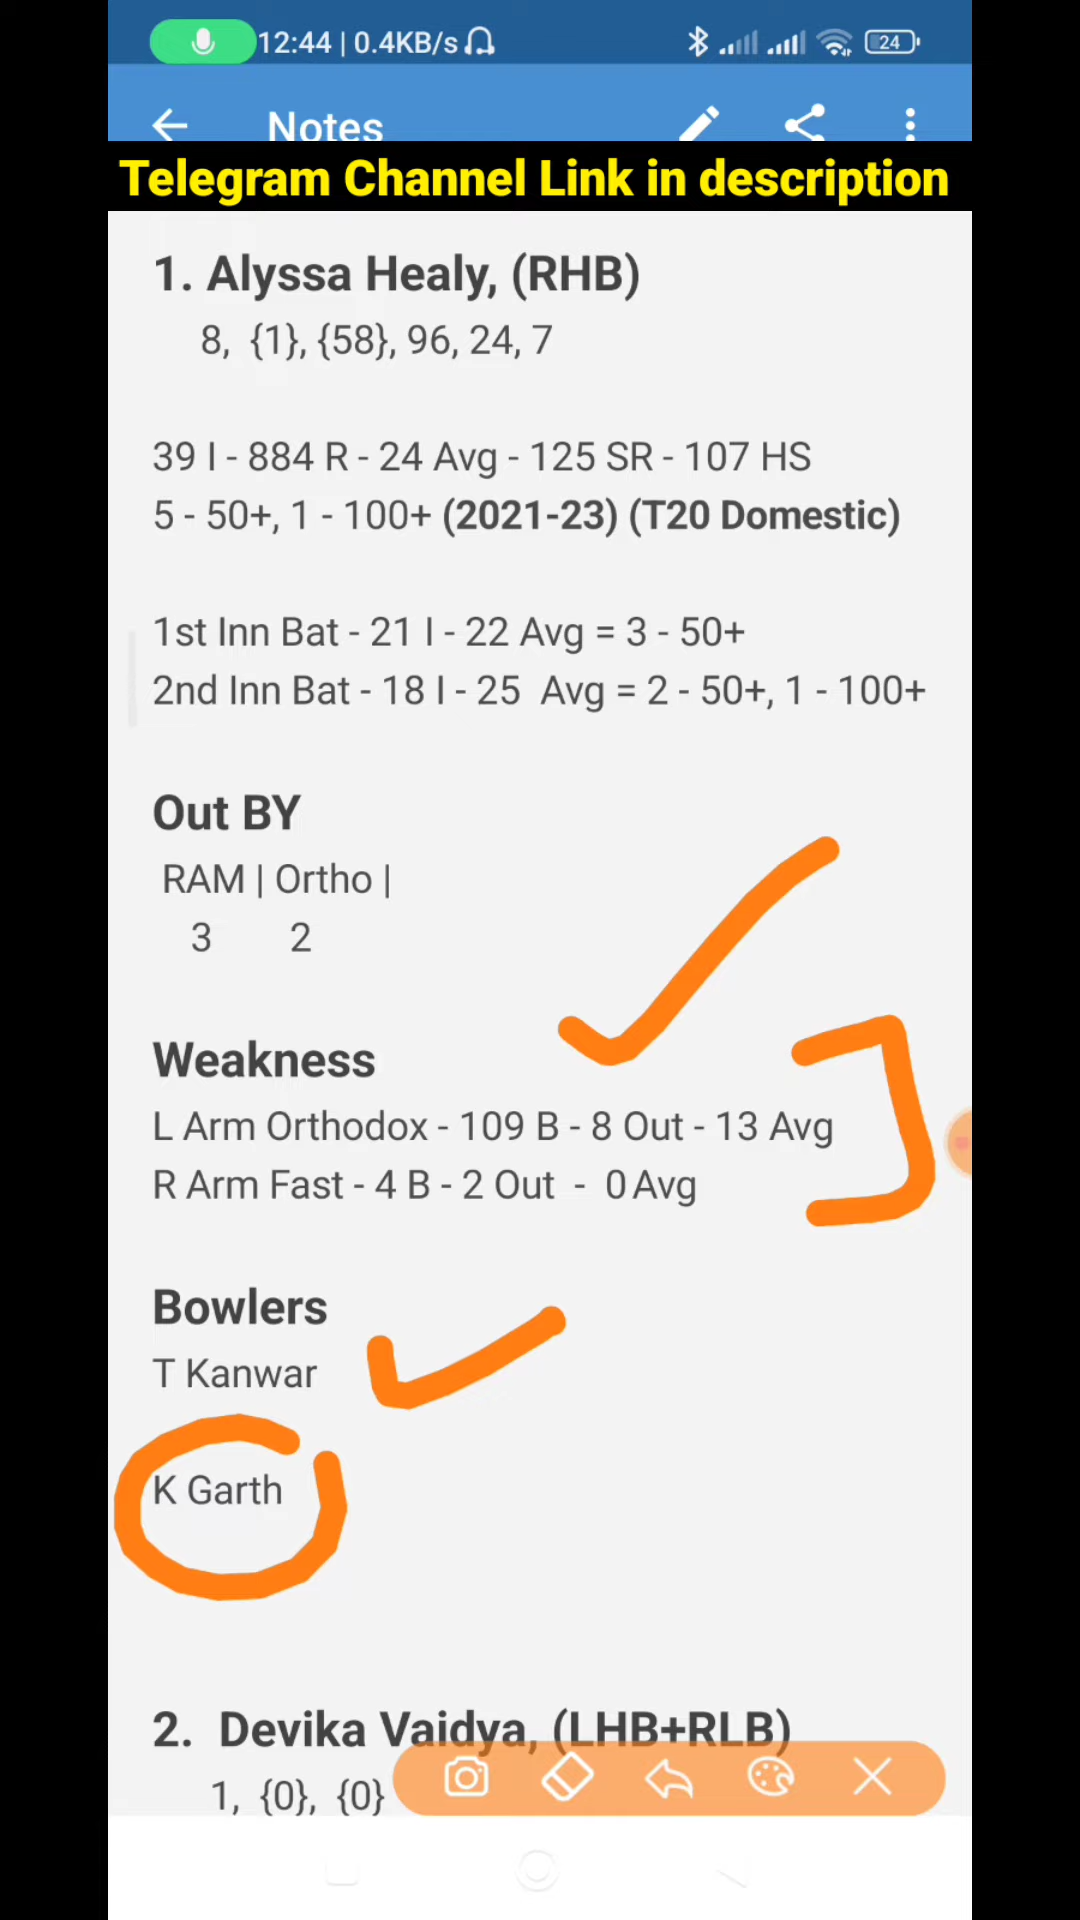 12:44 | 0.4KB/s
24
Notes
Telegram Channel Link in description
1. Alyssa Healy, (RHB)
8, {1}, {58}, 96, 24, 7
39 I - 884 R - 24 Avg - 125 SR - 107 HS
5 - 50+, 1 - 100+ (2021-23) (T20 Domestic)
1st Inn Bat - 21 I - 22 Avg = 3 - 50+
2nd Inn Bat - 18 I - 25 Avg = 2 - 50+, 1 - 100+
Out BY
RAM | Ortho |
3 2
Weakness
L Arm Orthodox - 109 B - 8 Out - 13 Avg
R Arm Fast - 4 B - 2 Out - 0 Avg
Bowlers
T Kanwar
K Garth
2. Devika Vaidya, (LHB+RLB)
1, {0}, {0}